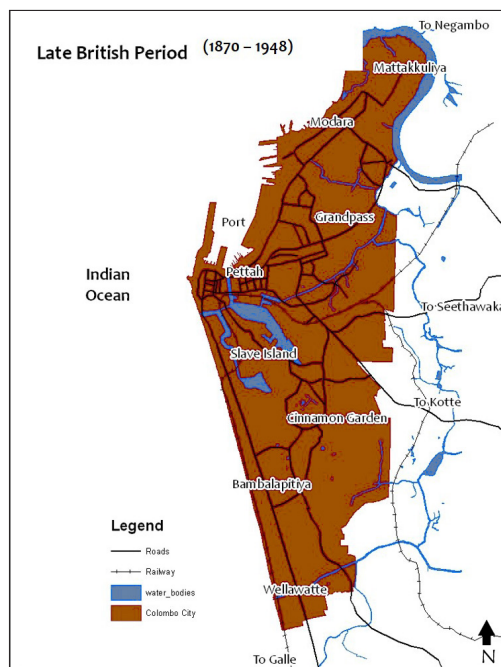 Late British Period (1870 – 1948)
To Negambo
Mattakkuliya
Modara
Grandpass
Port
Pettah
Indian
Ocean
To Seethawaka
Slave Island
To Kotte
Cinnamon Garden
Bambalapitiya
Legend
Roads
Railway
water_bodies
Colombo City
Wellawatte
To Galle
N